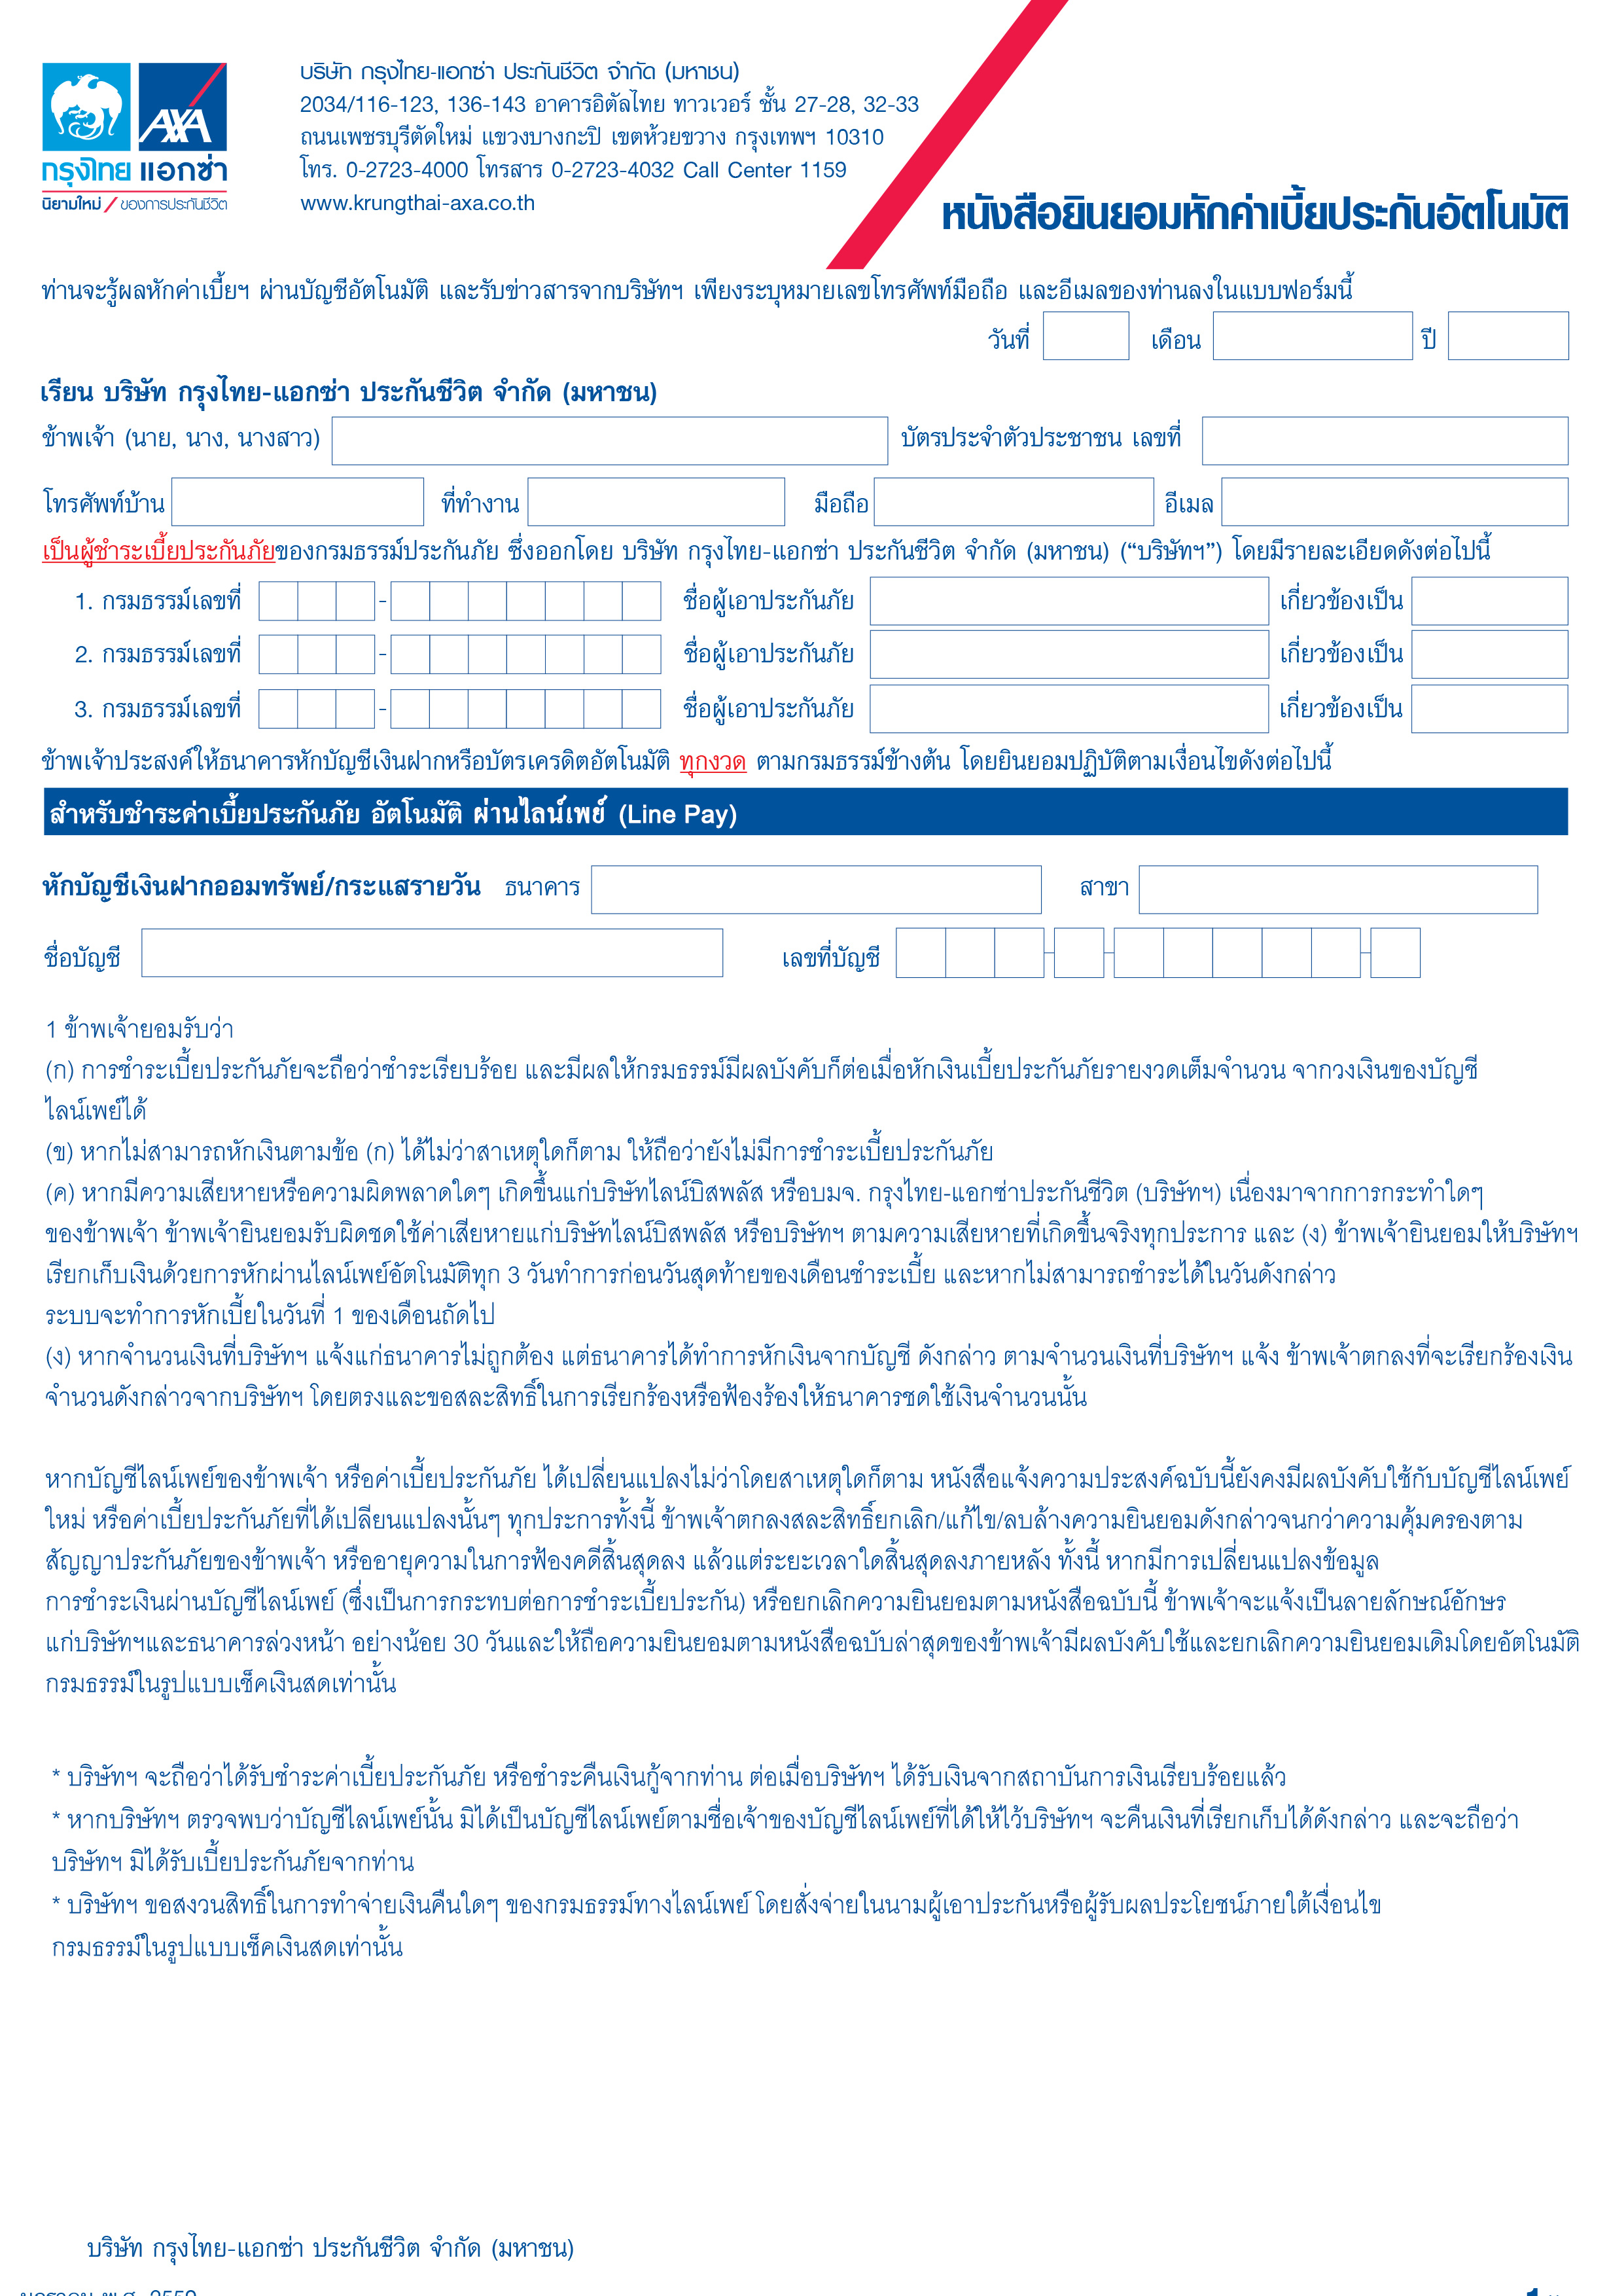 กรุงไทย แอกซ่า
นิยามใหม่ / ของการประกันชีวิต
AXA
บริษัท กรุงไทย-แอกซ่า ประกันชีวิต จำกัด (มหาชน)
2034/116-123, 136-143 อาคารอิตัลไทย ทาวเวอร์ ชั้น 27-28, 32-33
ถนนเพชรบุรีตัดใหม่ แขวงบางกะปิ เขตห้วยขวาง กรุงเทพฯ 10310
โทร. 0-2723-4000 โทรสาร 0-2723-4032 Call Center 1159
www.krungthai-axa.co.th
หนังสือยินยอมหักค่าเบี้ยประกันอัตโนมัติ
ท่านจะรู้ผลหักค่าเบี้ยฯ ผ่านบัญชีอัตโนมัติ และรับข่าวสารจากบริษัทฯ เพียงระบุหมายเลขโทรศัพท์มือถือ และอีเมลของท่านลงในแบบฟอร์มนี้
วันที่ เดือน ปี
เรียน บริษัท กรุงไทย-แอกซ่า ประกันชีวิต จำกัด (มหาชน)
ข้าพเจ้า (นาย, นาง, นางสาว) บัตรประจำตัวประชาชน เลขที่
โทรศัพท์บ้าน ที่ทำงาน มือถือ อีเมล
เป็นผู้ชำระเบี้ยประกันภัยของกรมธรรม์ประกันภัย ซึ่งออกโดย บริษัท กรุงไทย-แอกซ่า ประกันชีวิต จำกัด (มหาชน) (“บริษัทฯ”) โดยมีรายละเอียดดังต่อไปนี้
1. กรมธรรม์เลขที่ - ชื่อผู้เอาประกันภัย เกี่ยวข้องเป็น
2. กรมธรรม์เลขที่ - ชื่อผู้เอาประกันภัย เกี่ยวข้องเป็น
3. กรมธรรม์เลขที่ - ชื่อผู้เอาประกันภัย เกี่ยวข้องเป็น
ข้าพเจ้าประสงค์ให้ธนาคารหักบัญชีเงินฝากหรือบัตรเครดิตอัตโนมัติ ทุกงวด ตามกรมธรรม์ข้างต้น โดยยินยอมปฏิบัติตามเงื่อนไขดังต่อไปนี้
สำหรับชำระค่าเบี้ยประกันภัย อัตโนมัติ ผ่านไลน์เพย์ (Line Pay)
หักบัญชีเงินฝากออมทรัพย์/กระแสรายวัน ธนาคาร สาขา
ชื่อบัญชี เลขที่บัญชี
1 ข้าพเจ้ายอมรับว่า
(ก) การชำระเบี้ยประกันภัยจะถือว่าชำระเรียบร้อย และมีผลให้กรมธรรม์มีผลบังคับก็ต่อเมื่อหักเงินเบี้ยประกันภัยรายงวดเต็มจำนวน จากวงเงินของบัญชี
ไลน์เพย์ได้
(ข) หากไม่สามารถหักเงินตามข้อ (ก) ได้ไม่ว่าสาเหตุใดก็ตาม ให้ถือว่ายังไม่มีการชำระเบี้ยประกันภัย
(ค) หากมีความเสียหายหรือความผิดพลาดใดๆ เกิดขึ้นแก่บริษัทไลน์บิสพลัส หรือบมจ. กรุงไทย-แอกซ่าประกันชีวิต (บริษัทฯ) เนื่องมาจากการกระทำใดๆ
ของข้าพเจ้า ข้าพเจ้ายินยอมรับผิดชดใช้ค่าเสียหายแก่บริษัทไลน์บิสพลัส หรือบริษัทฯ ตามความเสียหายที่เกิดขึ้นจริงทุกประการ และ (ง) ข้าพเจ้ายินยอมให้บริษัทฯ
เรียกเก็บเงินด้วยการหักผ่านไลน์เพย์อัตโนมัติทุก 3 วันทำการก่อนวันสุดท้ายของเดือนชำระเบี้ย และหากไม่สามารถชำระได้ในวันดังกล่าว
ระบบจะทำการหักเบี้ยในวันที่ 1 ของเดือนถัดไป
(ง) หากจำนวนเงินที่บริษัทฯ แจ้งแก่ธนาคารไม่ถูกต้อง แต่ธนาคารได้ทำการหักเงินจากบัญชี ดังกล่าว ตามจำนวนเงินที่บริษัทฯ แจ้ง ข้าพเจ้าตกลงที่จะเรียกร้องเงิน
จำนวนดังกล่าวจากบริษัทฯ โดยตรงและขอสละสิทธิ์ในการเรียกร้องหรือฟ้องร้องให้ธนาคารชดใช้เงินจำนวนนั้น
หากบัญชีไลน์เพย์ของข้าพเจ้า หรือค่าเบี้ยประกันภัย ได้เปลี่ยนแปลงไม่ว่าโดยสาเหตุใดก็ตาม หนังสือแจ้งความประสงค์ฉบับนี้ยังคงมีผลบังคับใช้กับบัญชีไลน์เพย์
ใหม่ หรือค่าเบี้ยประกันภัยที่ได้เปลียนแปลงนั้นๆ ทุกประการทั้งนี้ ข้าพเจ้าตกลงสละสิทธิ์ยกเลิก/แก้ไข/ลบล้างความยินยอมดังกล่าวจนกว่าความคุ้มครองตาม
สัญญาประกันภัยของข้าพเจ้า หรืออายุความในการฟ้องคดีสิ้นสุดลง แล้วแต่ระยะเวลาใดสิ้นสุดลงภายหลัง ทั้งนี้ หากมีการเปลี่ยนแปลงข้อมูล
การชำระเงินผ่านบัญชีไลน์เพย์ (ซึ่งเป็นการกระทบต่อการชำระเบี้ยประกัน) หรือยกเลิกความยินยอมตามหนังสือฉบับนี้ ข้าพเจ้าจะแจ้งเป็นลายลักษณ์อักษร
แก่บริษัทฯและธนาคารล่วงหน้า อย่างน้อย 30 วันและให้ถือความยินยอมตามหนังสือฉบับล่าสุดของข้าพเจ้ามีผลบังคับใช้และยกเลิกความยินยอมเดิมโดยอัตโนมัติ
กรมธรรม์ในรูปแบบเช็คเงินสดเท่านั้น
* บริษัทฯ จะถือว่าได้รับชำระค่าเบี้ยประกันภัย หรือชำระคืนเงินกู้จากท่าน ต่อเมื่อบริษัทฯ ได้รับเงินจากสถาบันการเงินเรียบร้อยแล้ว
* หากบริษัทฯ ตรวจพบว่าบัญชีไลน์เพย์นั้น มิได้เป็นบัญชีไลน์เพย์ตามชื่อเจ้าของบัญชีไลน์เพย์ที่ได้ให้ไว้บริษัทฯ จะคืนเงินที่เรียกเก็บได้ดังกล่าว และจะถือว่า
บริษัทฯ มิได้รับเบี้ยประกันภัยจากท่าน
* บริษัทฯ ขอสงวนสิทธิ์ในการทำจ่ายเงินคืนใดๆ ของกรมธรรม์ทางไลน์เพย์ โดยสั่งจ่ายในนามผู้เอาประกันหรือผู้รับผลประโยชน์ภายใต้เงื่อนไข
กรมธรรม์ในรูปแบบเช็คเงินสดเท่านั้น
บริษัท กรุงไทย-แอกซ่า ประกันชีวิต จำกัด (มหาชน)